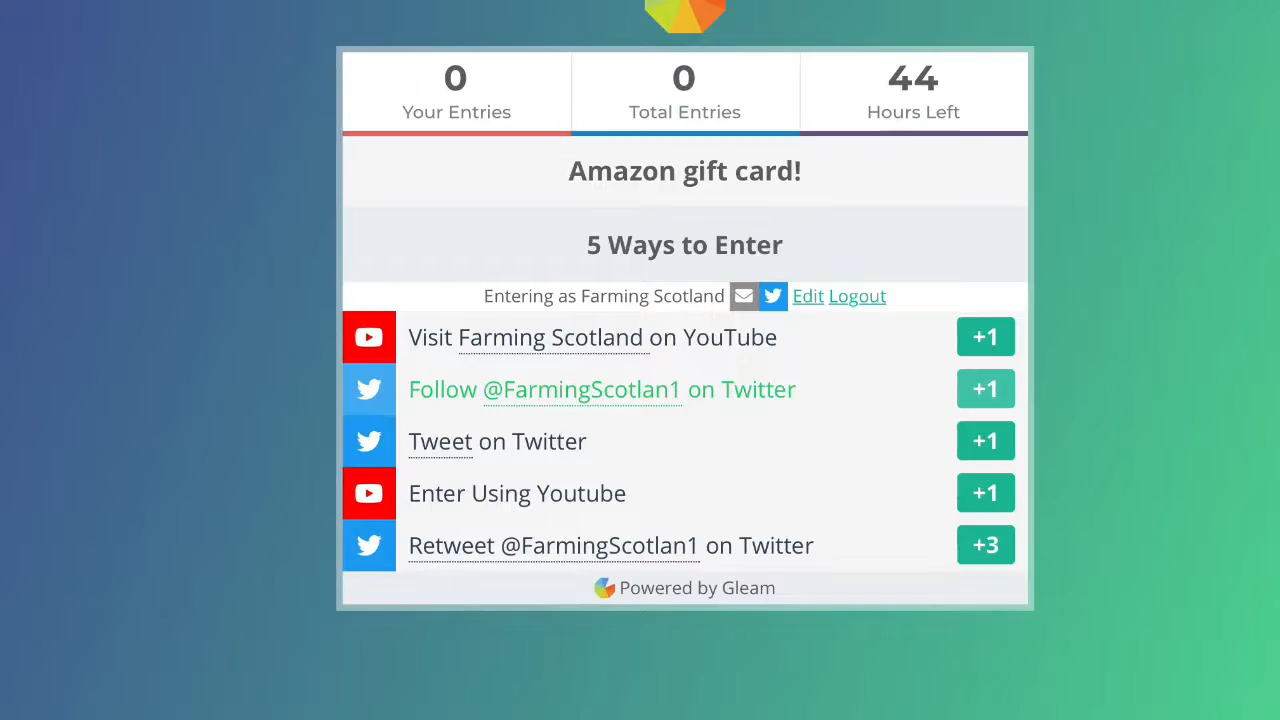 0 0 44
Your Entries Total Entries Hours Left
Amazon gift card!
5 Ways to Enter
Entering as Farming Scotland Edit Logout
Visit Farming Scotland on YouTube +1
Follow @FarmingScotlan1 on Twitter +1
Tweet on Twitter +1
Enter Using Youtube +1
Retweet @FarmingScotlan1 on Twitter +3
Powered by Gleam